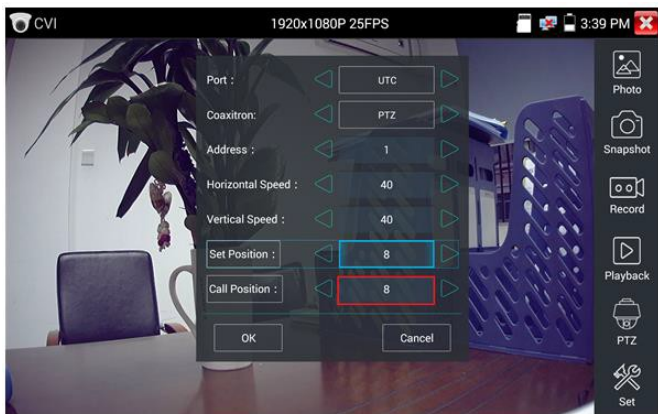 CVI 1920x1080P 25FPS 3:39 PM
Port : UTC
Coaxitron: PTZ
Address : 1
Horizontal Speed : 40
Vertical Speed : 40
Set Position : 8
Call Position : 8
OK Cancel
Photo
Snapshot
Record
Playback
PTZ
Set